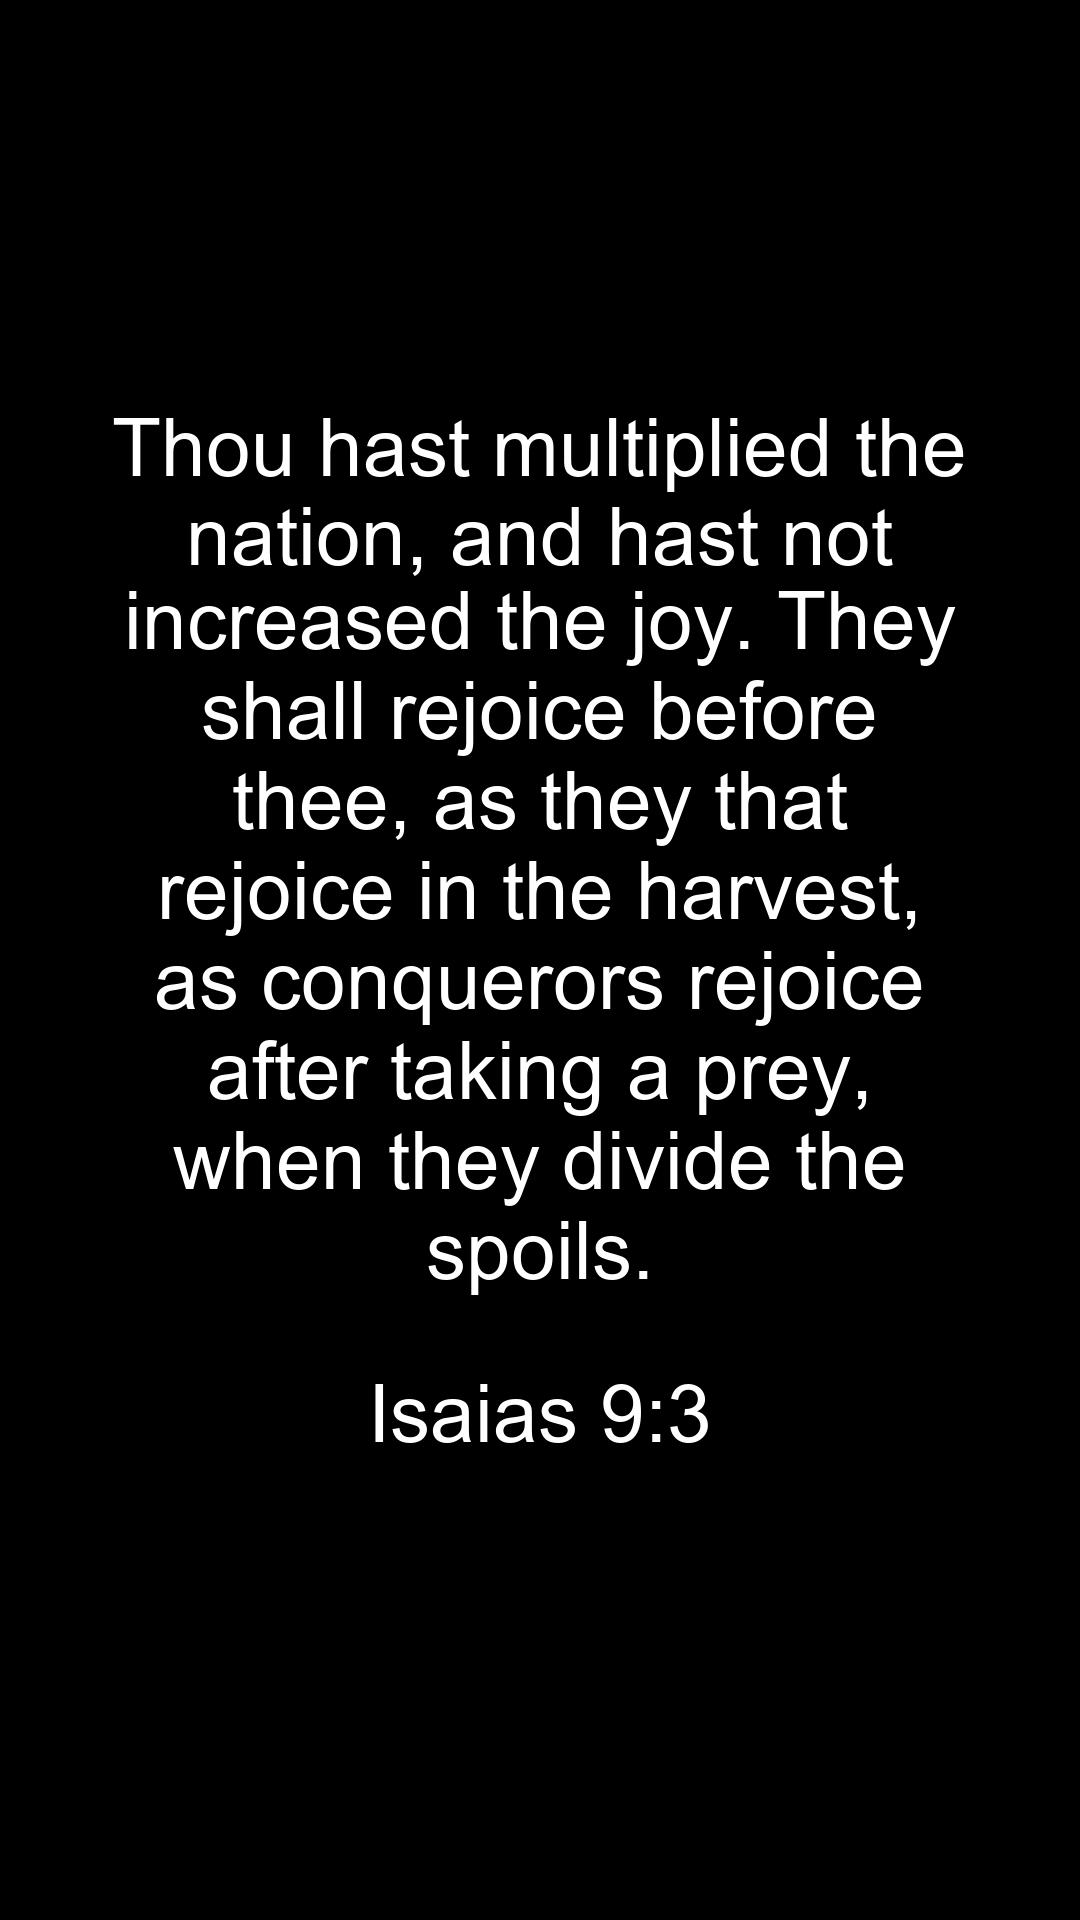 Thou hast multiplied the
nation, and hast not
increased the joy. They
shall rejoice before
thee, as they that
rejoice in the harvest,
as conquerors rejoice
after taking a prey,
when they divide the
spoils.
Isaias 9:3